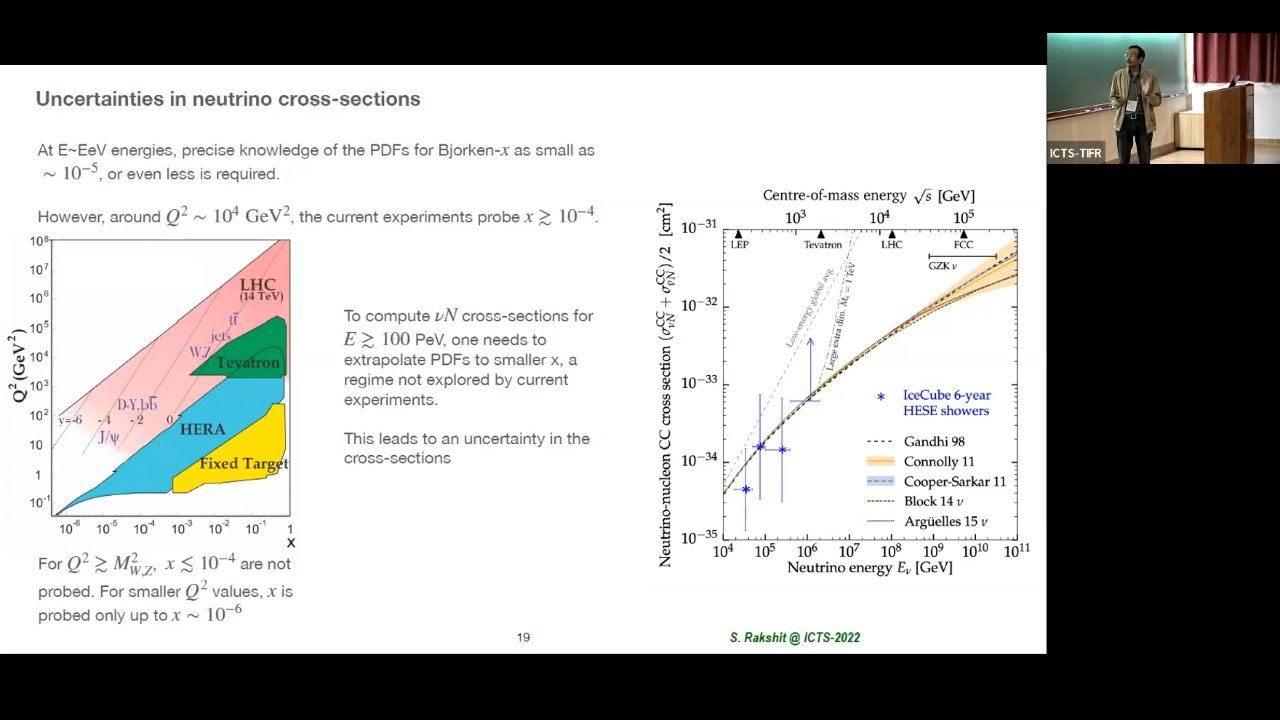 Uncertainties in neutrino cross-sections
At E~EeV energies, precise knowledge of the PDFs for Bjorken-x as small as
∼ 10⁻⁵, or even less is required.
However, around Q² ∼ 10⁴ GeV², the current experiments probe x ≳ 10⁻⁴.
10⁸
10⁷
10⁶
10⁵
10⁴
10³
10²
10
1
10⁻¹
Q² (GeV²)
LHC
(14 TeV)
tt̄
jets
W,Z
Tevatron
D-Y,bb̄
y=-6 -4 -2 0
J/ψ
HERA
Fixed Target
10⁻⁶ 10⁻⁵ 10⁻⁴ 10⁻³ 10⁻² 10⁻¹ 1
x
For Q² ≳ M²_{W,Z}, x ≲ 10⁻⁴ are not
probed. For smaller Q² values, x is
probed only up to x ∼ 10⁻⁶
To compute νN cross-sections for
E ≳ 100 PeV, one needs to
extrapolate PDFs to smaller x, a
regime not explored by current
experiments.
This leads to an uncertainty in the
cross-sections
Centre-of-mass energy √s [GeV]
10³ 10⁴ 10⁵
LEP Tevatron LHC FCC
GZK ν
Low-energy global avg.
Large extra dim. Mₛ = 1 TeV
Neutrino-nucleon CC cross section (σ^CC_νN + σ^CC_ν̄N)/2 [cm²]
10⁻³¹
10⁻³²
10⁻³³
10⁻³⁴
10⁻³⁵
IceCube 6-year
HESE showers
Gandhi 98
Connolly 11
Cooper-Sarkar 11
Block 14 ν
Argüelles 15 ν
10⁴ 10⁵ 10⁶ 10⁷ 10⁸ 10⁹ 10¹⁰ 10¹¹
Neutrino energy E_ν [GeV]
19
S. Rakshit @ ICTS-2022
ICTS-TIFR